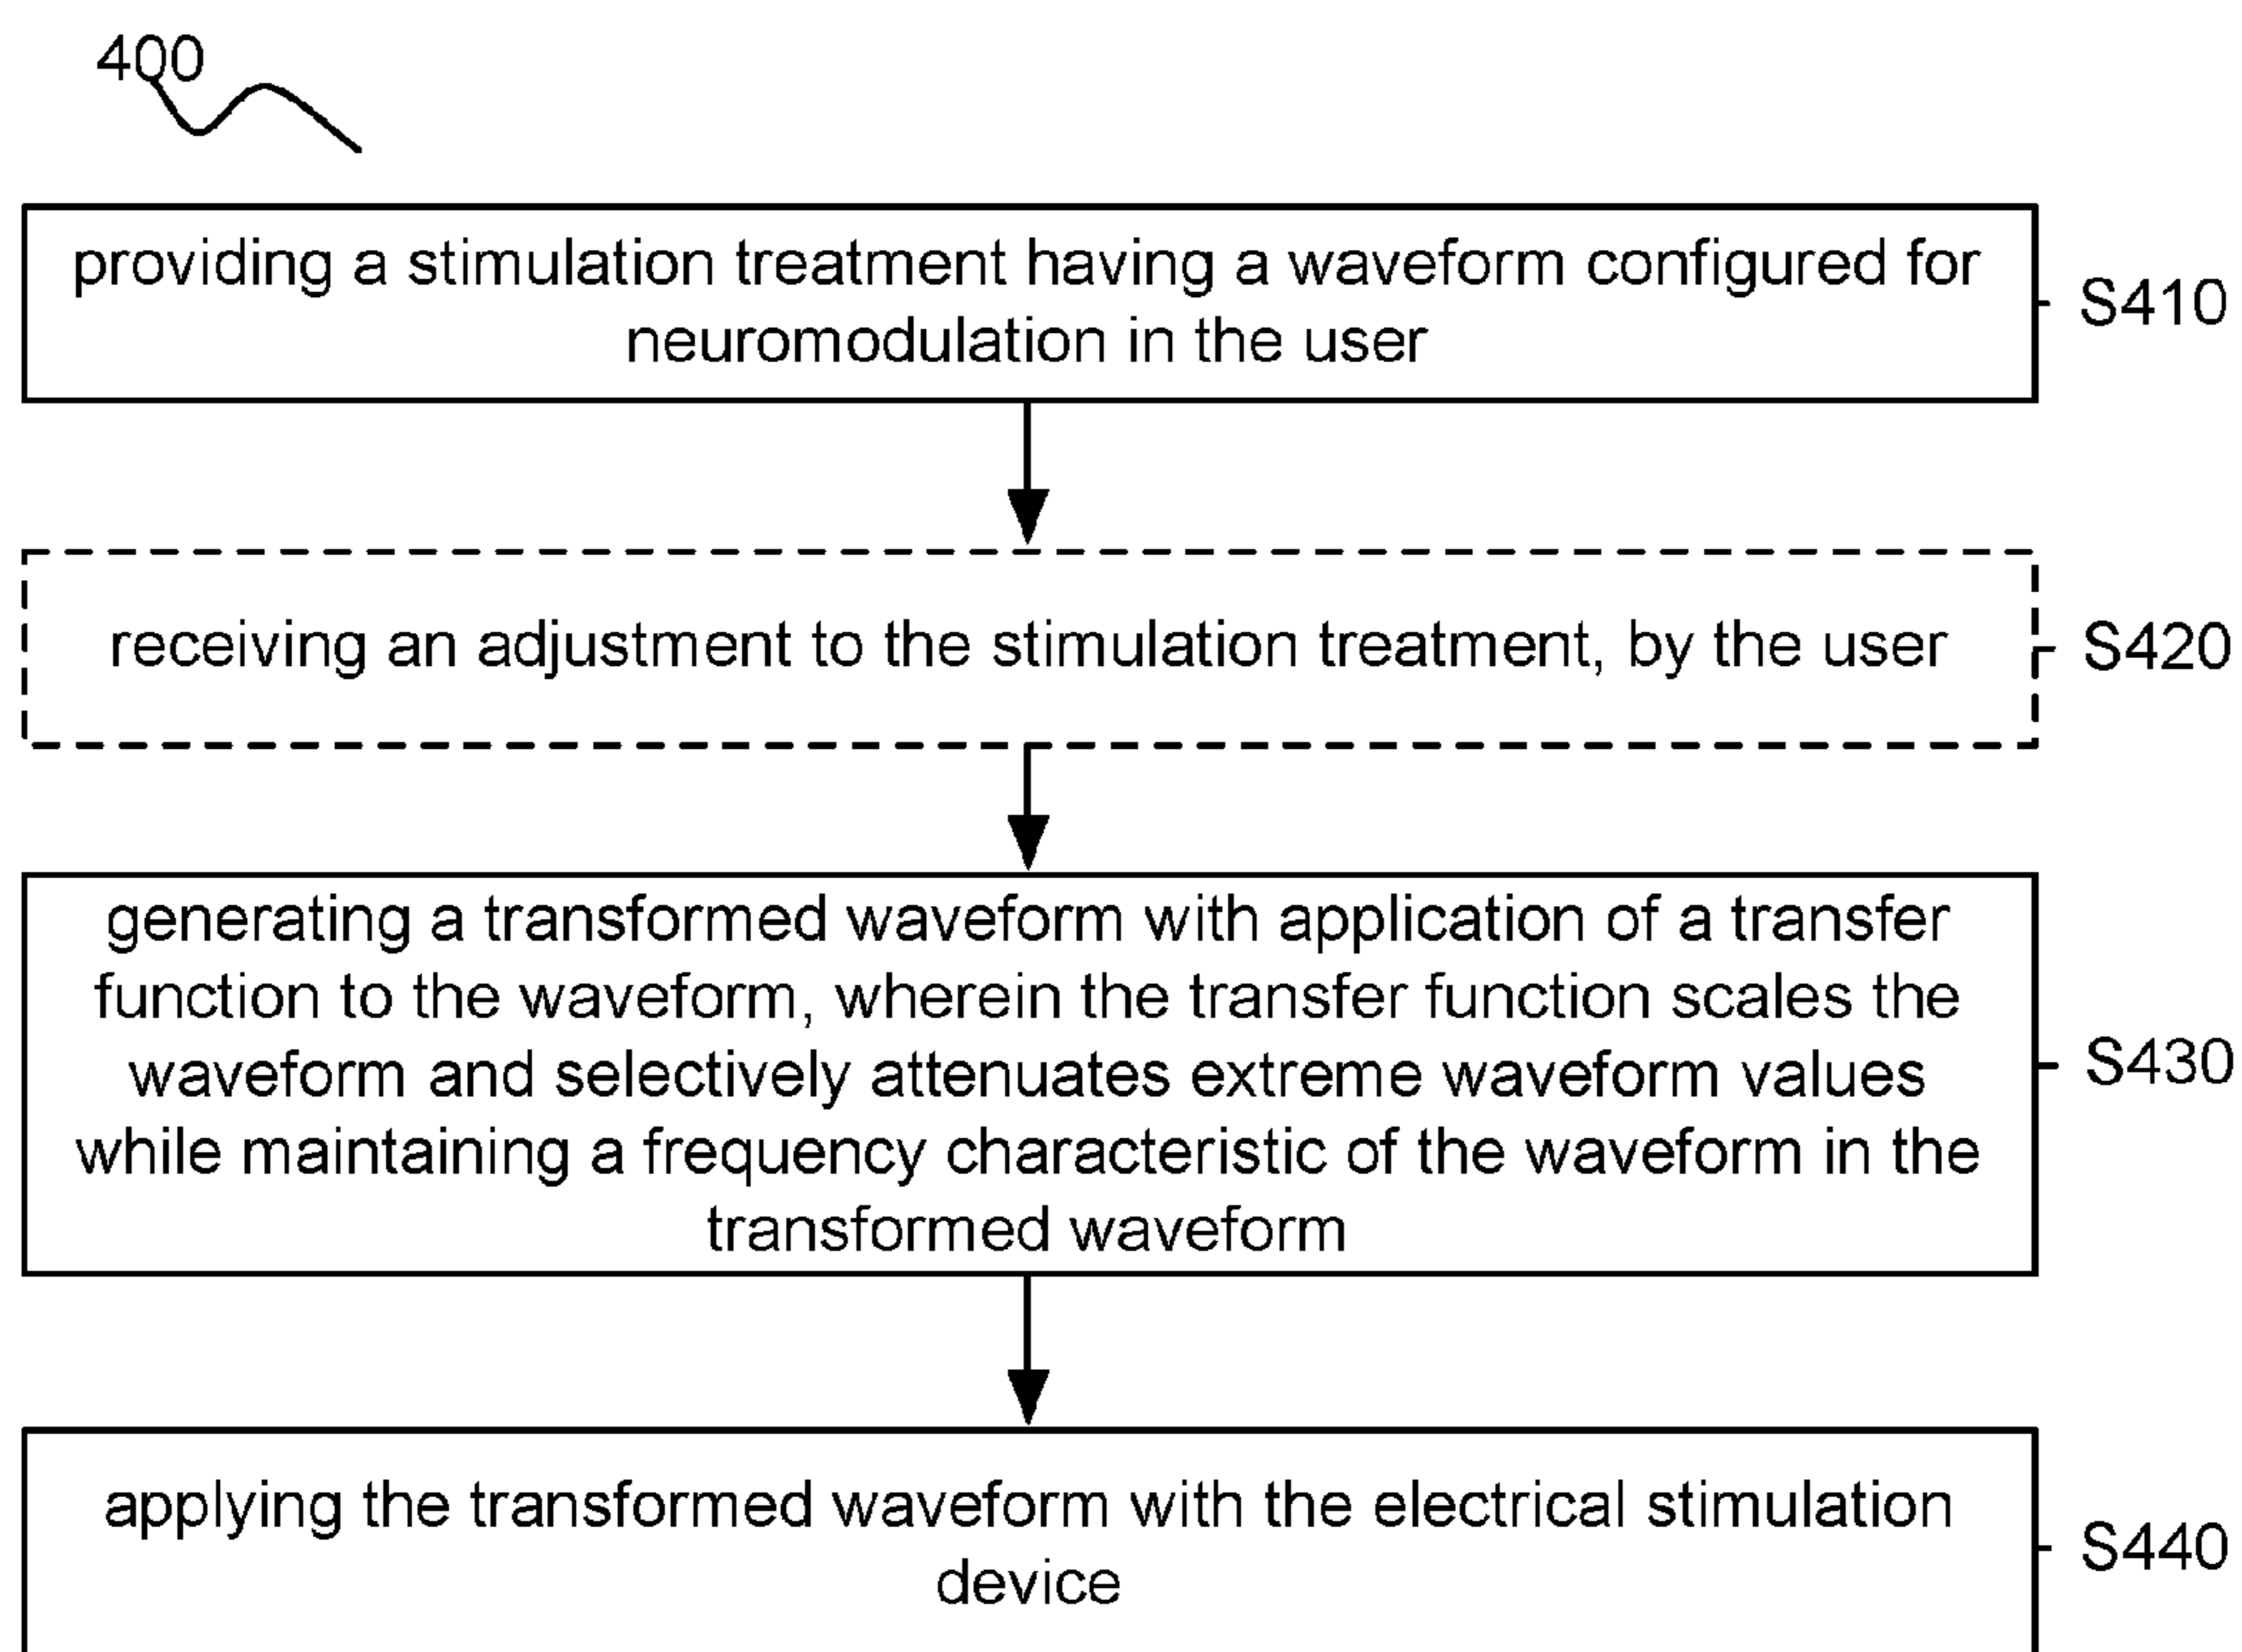 400
providing a stimulation treatment having a waveform configured for
neuromodulation in the user
S410
receiving an adjustment to the stimulation treatment, by the user
S420
generating a transformed waveform with application of a transfer
function to the waveform, wherein the transfer function scales the
waveform and selectively attenuates extreme waveform values
while maintaining a frequency characteristic of the waveform in the
transformed waveform
S430
applying the transformed waveform with the electrical stimulation
device
S440